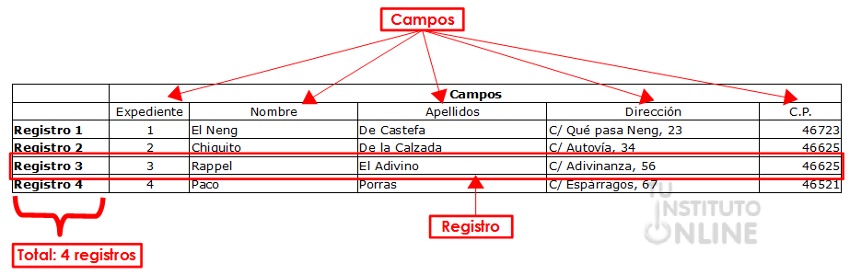 Campos
Campos
Expediente Nombre Apellidos Dirección C.P.
Registro 1 1 El Neng De Castefa C/ Qué pasa Neng, 23 46723
Registro 2 2 Chiquito De la Calzada C/ Autovía, 34 46625
Registro 3 3 Rappel El Adivino C/ Adivinanza, 56 46625
Registro 4 4 Paco Porras C/ Espárragos, 67 46521
Registro
Total: 4 registros
TU
INSTITUTO
ONLINE